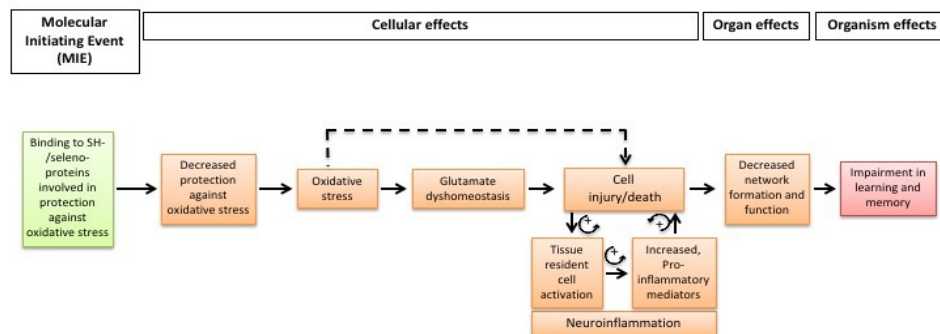 Molecular
Initiating Event
(MIE)
Cellular effects
Organ effects
Organism effects
Binding to SH-
/seleno-
proteins
involved in
protection
against
oxidative stress
Decreased
protection
against
oxidative stress
Oxidative
stress
Glutamate
dyshomeostasis
Cell
injury/death
Decreased
network
formation and
function
Impairment in
learning and
memory
+
+
+
Tissue
resident
cell
activation
Increased,
Pro-
inflammatory
mediators
Neuroinflammation